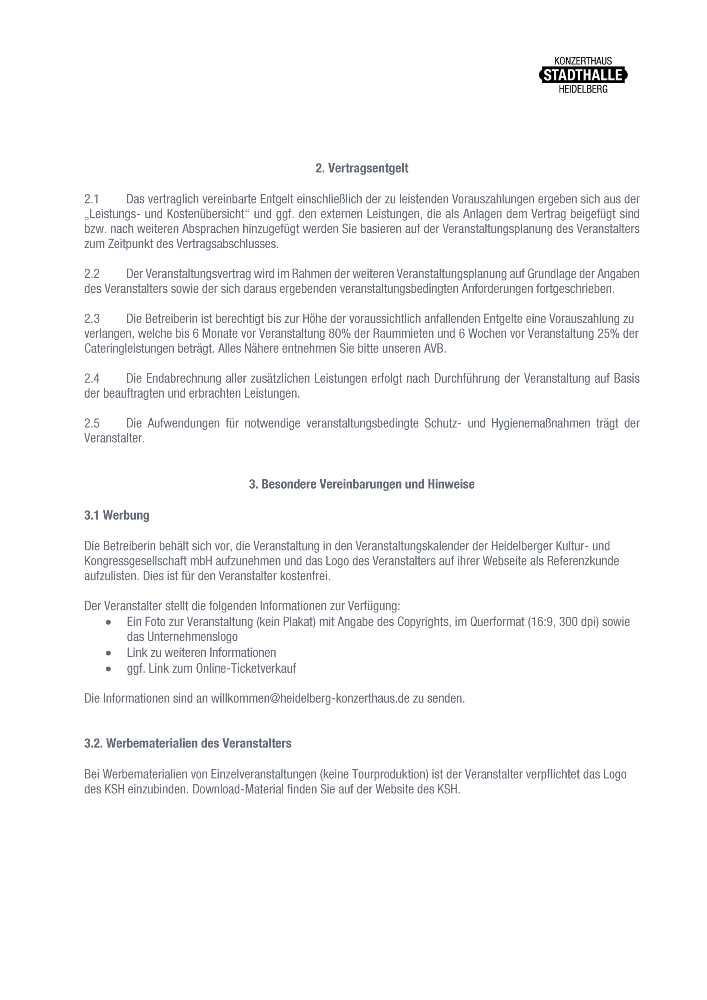 KONZERTHAUS
STADTHALLE
HEIDELBERG
2. Vertragsentgelt
2.1 Das vertraglich vereinbarte Entgelt einschließlich der zu leistenden Vorauszahlungen ergeben sich aus der
„Leistungs- und Kostenübersicht“ und ggf. den externen Leistungen, die als Anlagen dem Vertrag beigefügt sind
bzw. nach weiteren Absprachen hinzugefügt werden Sie basieren auf der Veranstaltungsplanung des Veranstalters
zum Zeitpunkt des Vertragsabschlusses.
2.2 Der Veranstaltungsvertrag wird im Rahmen der weiteren Veranstaltungsplanung auf Grundlage der Angaben
des Veranstalters sowie der sich daraus ergebenden veranstaltungsbedingten Anforderungen fortgeschrieben.
2.3 Die Betreiberin ist berechtigt bis zur Höhe der voraussichtlich anfallenden Entgelte eine Vorauszahlung zu
verlangen, welche bis 6 Monate vor Veranstaltung 80% der Raummieten und 6 Wochen vor Veranstaltung 25% der
Cateringleistungen beträgt. Alles Nähere entnehmen Sie bitte unseren AVB.
2.4 Die Endabrechnung aller zusätzlichen Leistungen erfolgt nach Durchführung der Veranstaltung auf Basis
der beauftragten und erbrachten Leistungen.
2.5 Die Aufwendungen für notwendige veranstaltungsbedingte Schutz- und Hygienemaßnahmen trägt der
Veranstalter.
3. Besondere Vereinbarungen und Hinweise
3.1 Werbung
Die Betreiberin behält sich vor, die Veranstaltung in den Veranstaltungskalender der Heidelberger Kultur- und
Kongressgesellschaft mbH aufzunehmen und das Logo des Veranstalters auf ihrer Webseite als Referenzkunde
aufzulisten. Dies ist für den Veranstalter kostenfrei.
Der Veranstalter stellt die folgenden Informationen zur Verfügung:
• Ein Foto zur Veranstaltung (kein Plakat) mit Angabe des Copyrights, im Querformat (16:9, 300 dpi) sowie
das Unternehmenslogo
• Link zu weiteren Informationen
• ggf. Link zum Online-Ticketverkauf
Die Informationen sind an willkommen@heidelberg-konzerthaus.de zu senden.
3.2. Werbematerialien des Veranstalters
Bei Werbematerialien von Einzelveranstaltungen (keine Tourproduktion) ist der Veranstalter verpflichtet das Logo
des KSH einzubinden. Download-Material finden Sie auf der Website des KSH.